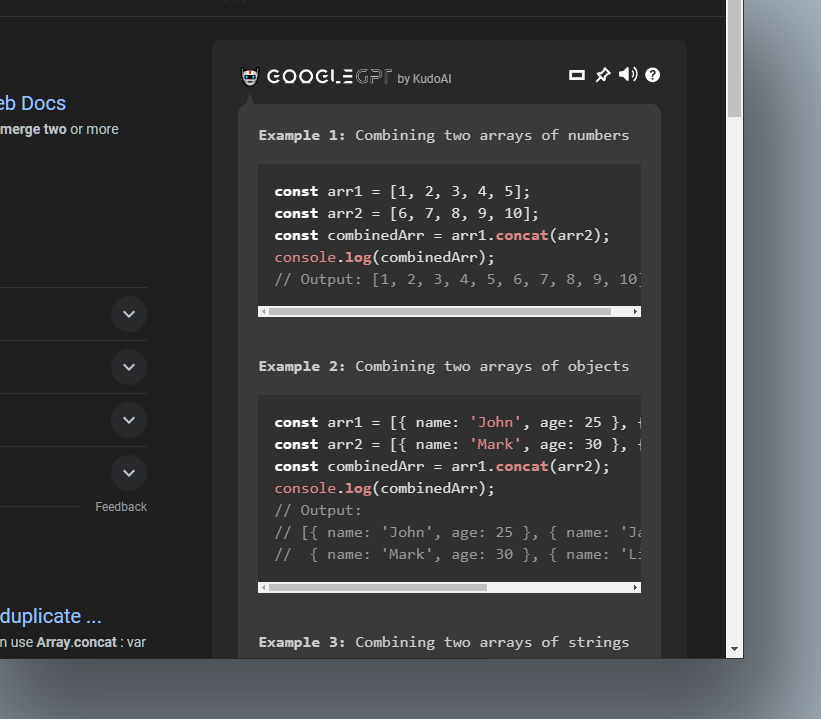 eb Docs
merge two or more
Feedback
duplicate ...
n use Array.concat : var
GOOGLEGPT by KudoAI
Example 1: Combining two arrays of numbers
const arr1 = [1, 2, 3, 4, 5];
const arr2 = [6, 7, 8, 9, 10];
const combinedArr = arr1.concat(arr2);
console.log(combinedArr);
// Output: [1, 2, 3, 4, 5, 6, 7, 8, 9, 10]
Example 2: Combining two arrays of objects
const arr1 = [{ name: 'John', age: 25 }, {
const arr2 = [{ name: 'Mark', age: 30 }, {
const combinedArr = arr1.concat(arr2);
console.log(combinedArr);
// Output:
// [{ name: 'John', age: 25 }, { name: 'Ja
//  { name: 'Mark', age: 30 }, { name: 'Li
Example 3: Combining two arrays of strings